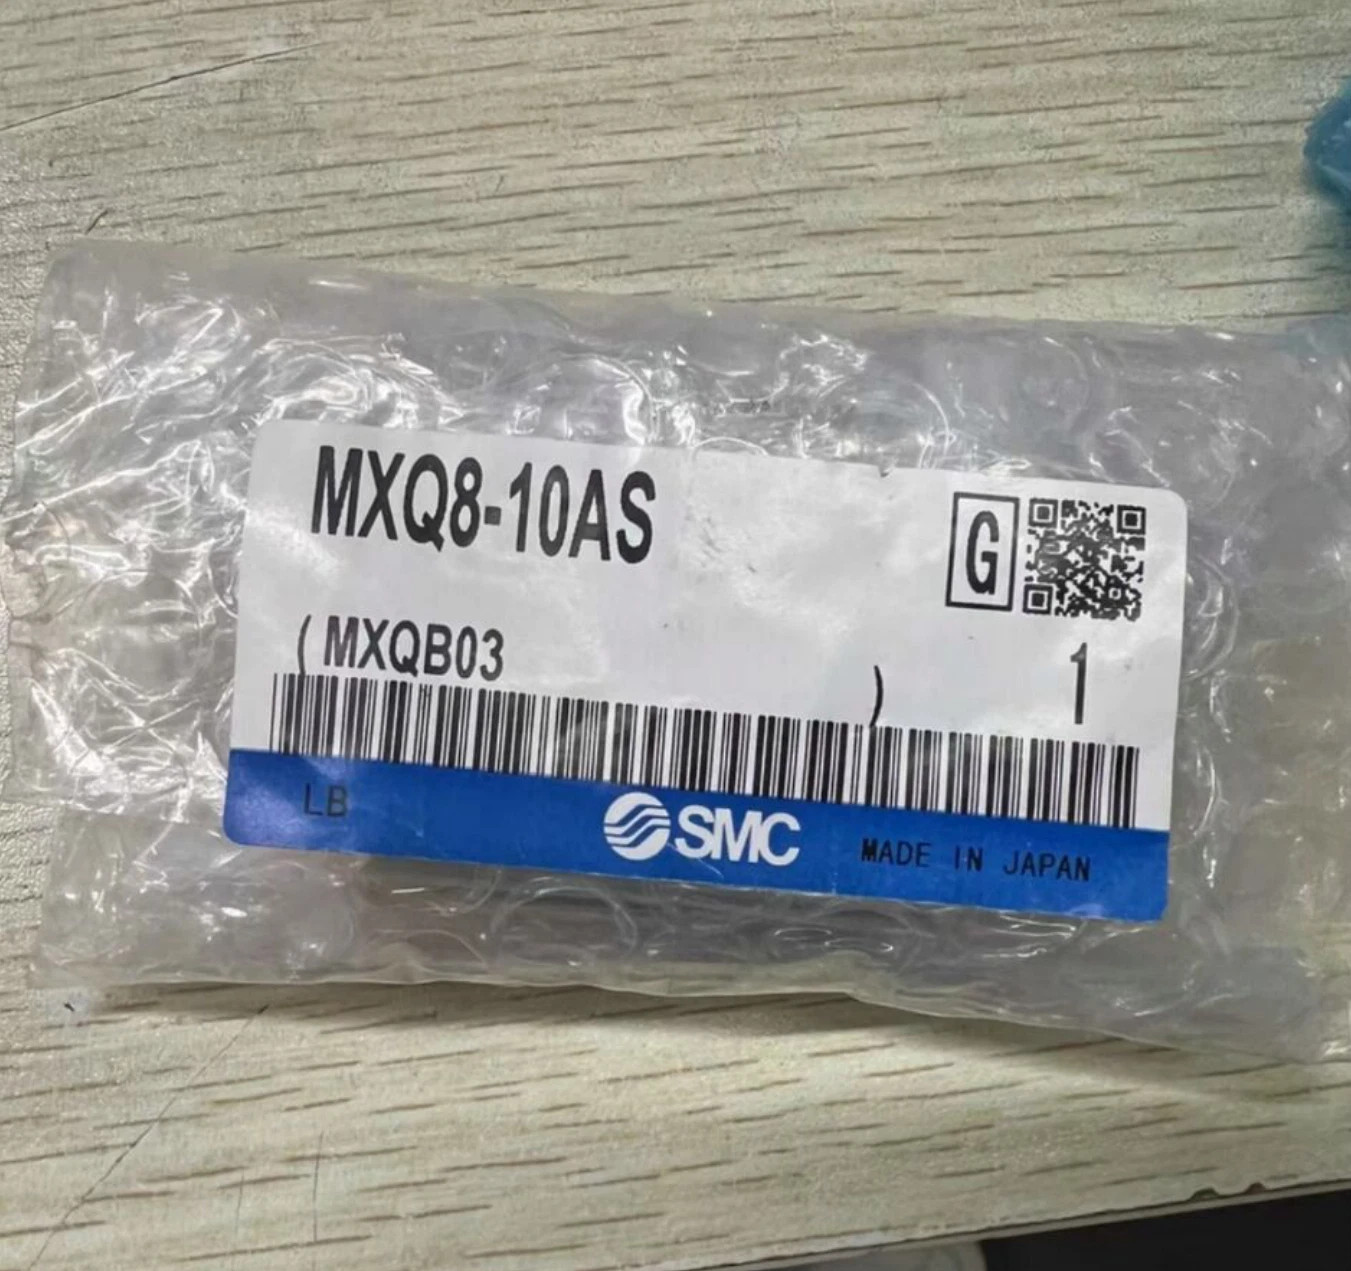 MXQ8-10AS
G
(MXQB03 )
1
LB
SMC
MADE IN JAPAN